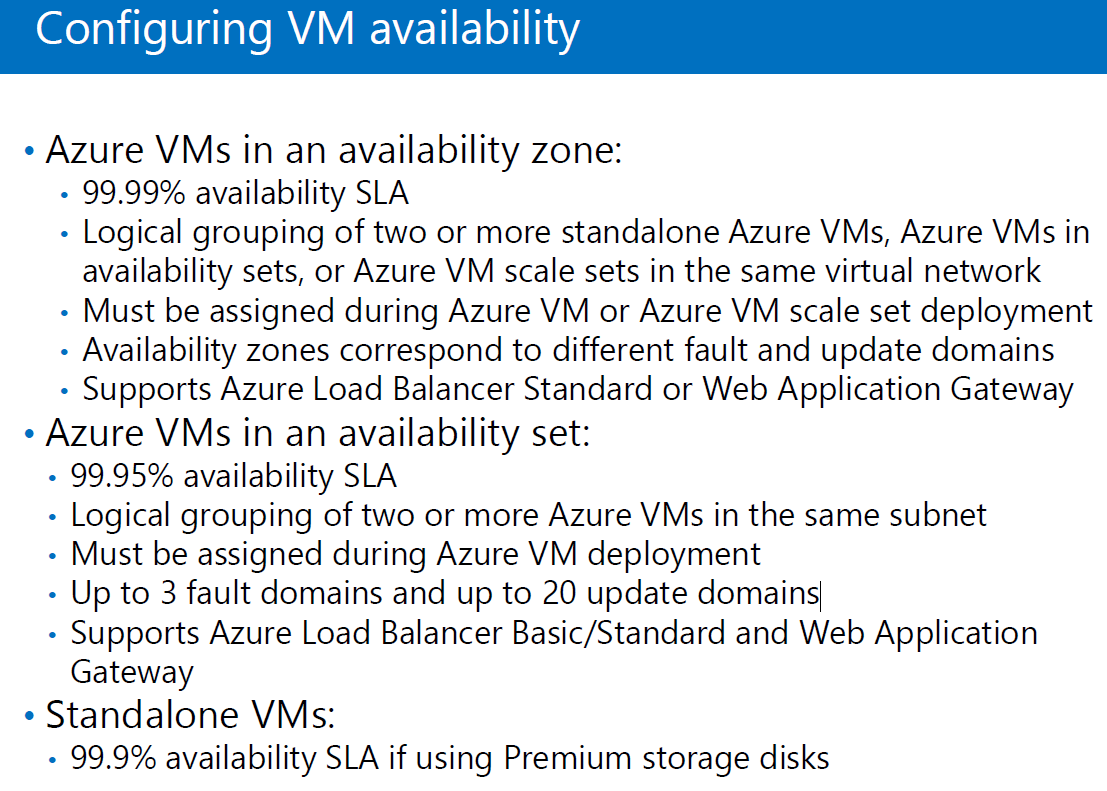 Configuring VM availability
• Azure VMs in an availability zone:
• 99.99% availability SLA
• Logical grouping of two or more standalone Azure VMs, Azure VMs in
availability sets, or Azure VM scale sets in the same virtual network
• Must be assigned during Azure VM or Azure VM scale set deployment
• Availability zones correspond to different fault and update domains
• Supports Azure Load Balancer Standard or Web Application Gateway
• Azure VMs in an availability set:
• 99.95% availability SLA
• Logical grouping of two or more Azure VMs in the same subnet
• Must be assigned during Azure VM deployment
• Up to 3 fault domains and up to 20 update domains
• Supports Azure Load Balancer Basic/Standard and Web Application
Gateway
• Standalone VMs:
• 99.9% availability SLA if using Premium storage disks